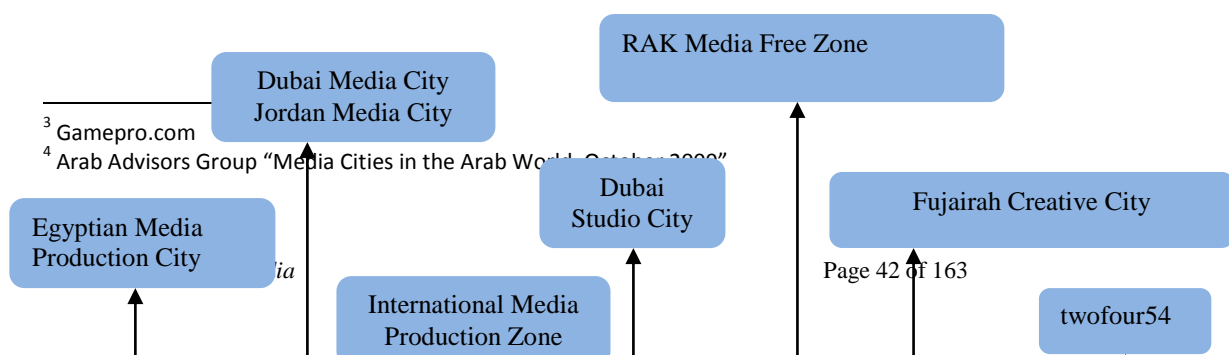 RAK Media Free Zone
Dubai Media City
Jordan Media City
3 Gamepro.com
4 Arab Advisors Group “Media Cities in the Arab World, October 2009”
Dubai
Studio City
Fujairah Creative City
Egyptian Media
Production City
Page 42 of 163
International Media
Production Zone
twofour54